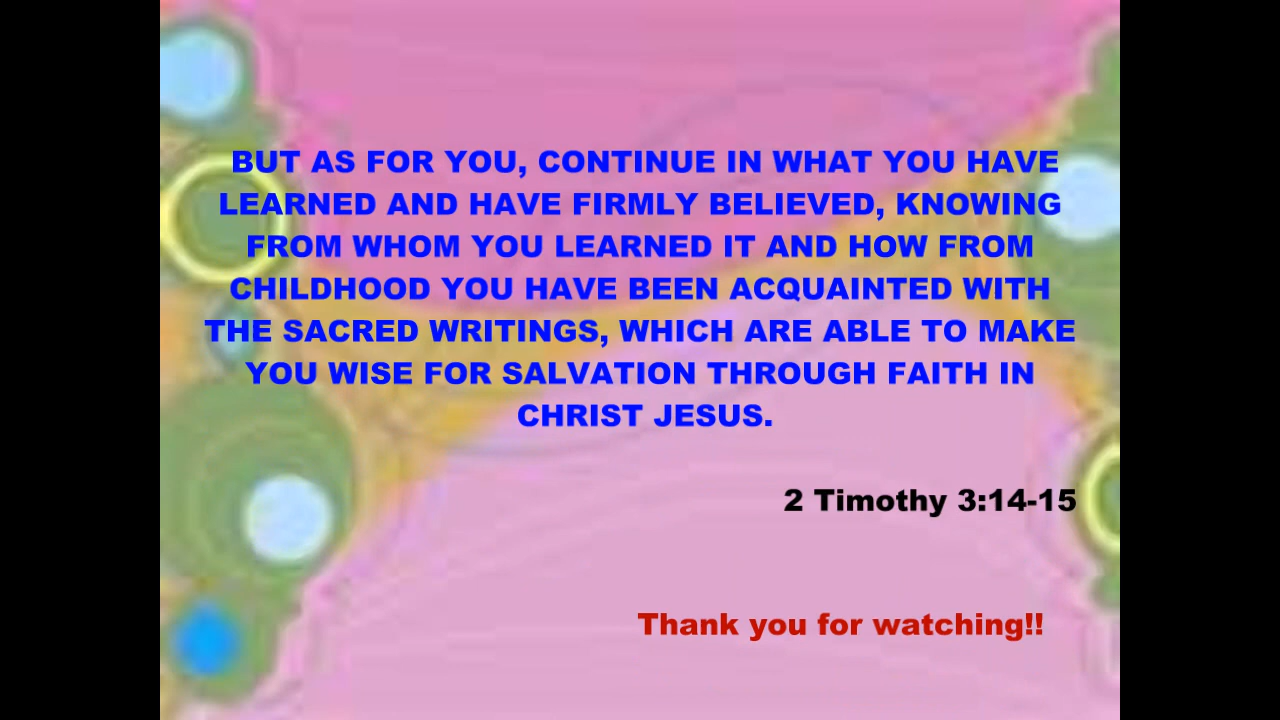 BUT AS FOR YOU, CONTINUE IN WHAT YOU HAVE
LEARNED AND HAVE FIRMLY BELIEVED, KNOWING
FROM WHOM YOU LEARNED IT AND HOW FROM
CHILDHOOD YOU HAVE BEEN ACQUAINTED WITH
THE SACRED WRITINGS, WHICH ARE ABLE TO MAKE
YOU WISE FOR SALVATION THROUGH FAITH IN
CHRIST JESUS.
2 Timothy 3:14-15
Thank you for watching!!